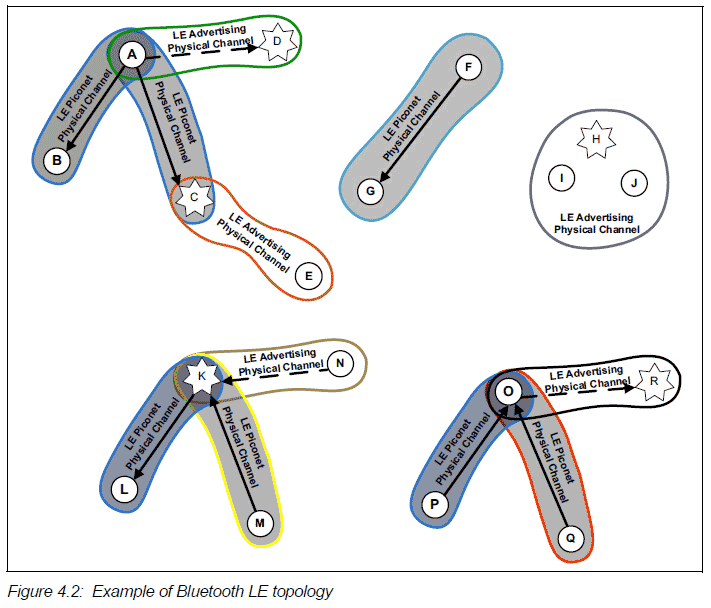 A
LE Advertising
Physical Channel
D
LE Piconet
Physical Channel
B
LE Piconet
Physical Channel
C
LE Advertising
Physical Channel
E
F
LE Piconet
Physical Channel
G
H
I
J
LE Advertising
Physical Channel
K
LE Advertising
Physical Channel
N
LE Piconet
Physical Channel
L
LE Piconet
Physical Channel
M
O
LE Advertising
Physical Channel
R
LE Piconet
Physical Channel
P
LE Piconet
Physical Channel
Q
Figure 4.2: Example of Bluetooth LE topology